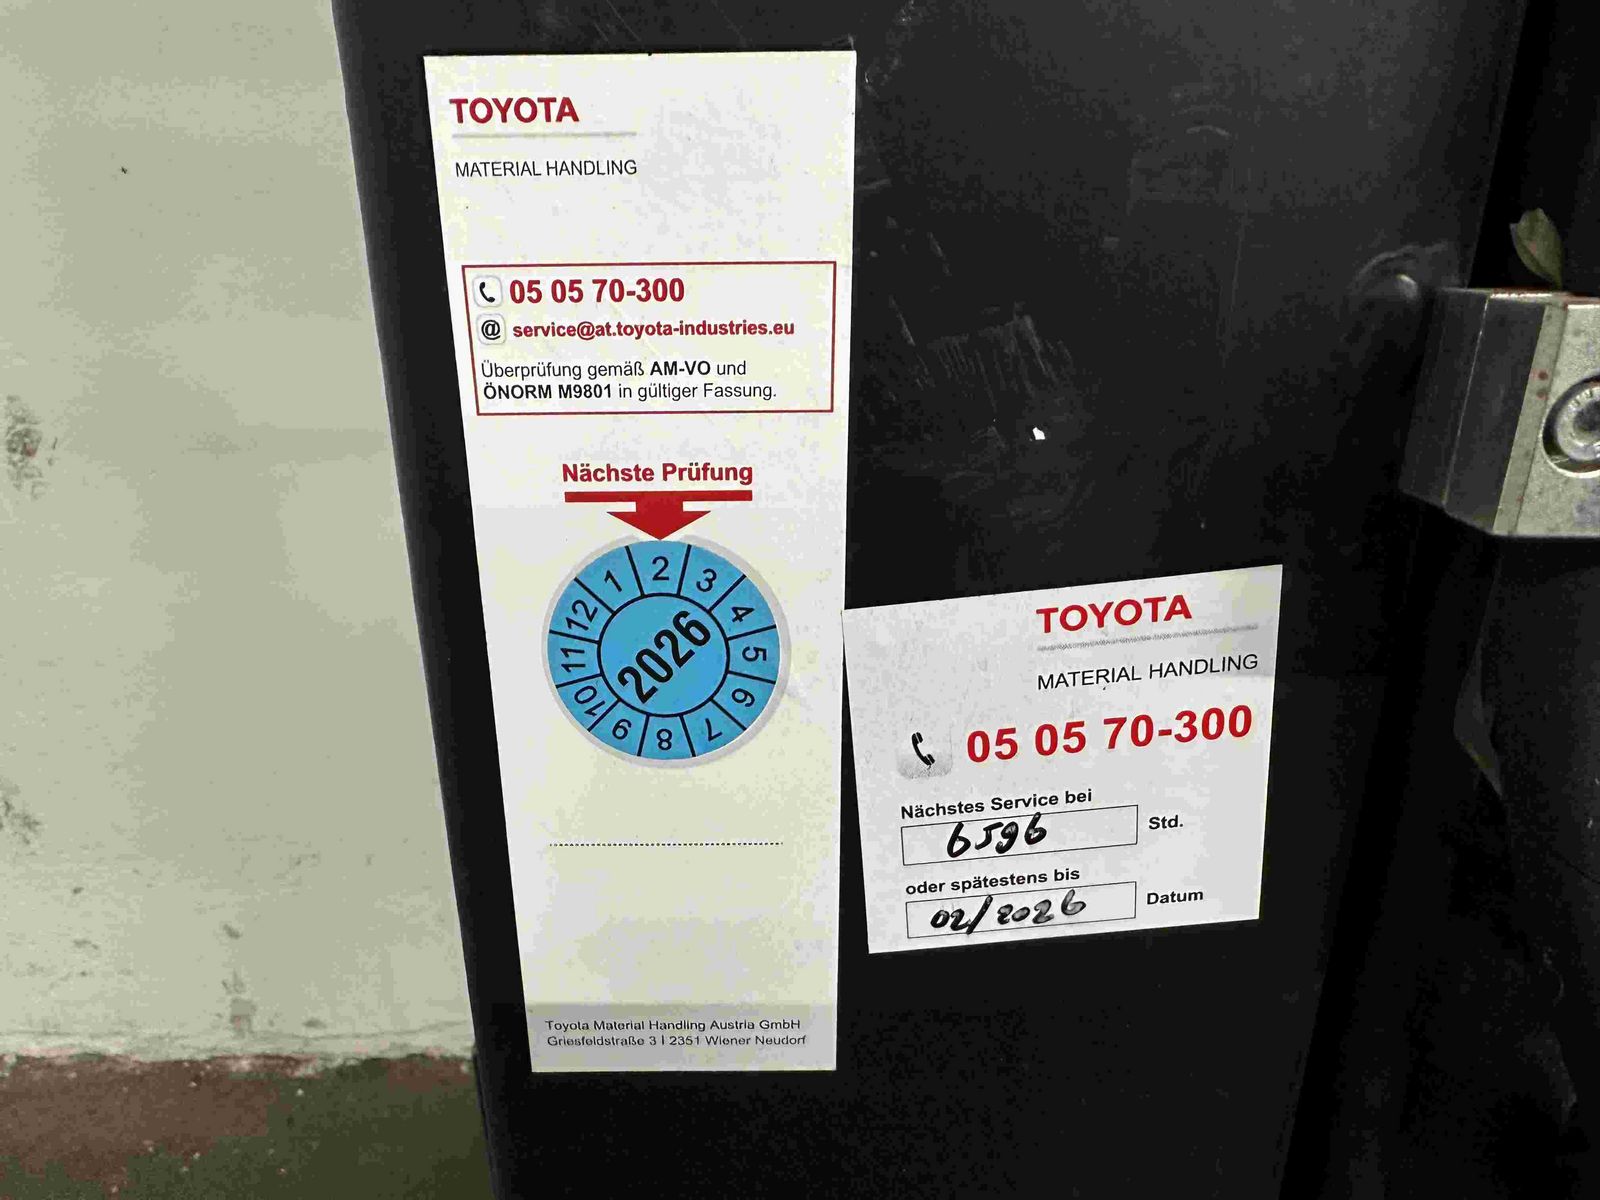 TOYOTA
MATERIAL HANDLING
05 05 70-300
@ service@at.toyota-industries.eu
Überprüfung gemäß AM-VO und
ÖNORM M9801 in gültiger Fassung.
Nächste Prüfung
1 2 3 4 5 6 7 8 9 10 11 12
2026
Toyota Material Handling Austria GmbH
Griesfeldstraße 3 | 2351 Wiener Neudorf
TOYOTA
MATERIAL HANDLING
05 05 70-300
Nächstes Service bei
6596 Std.
oder spätestens bis
02/2026 Datum